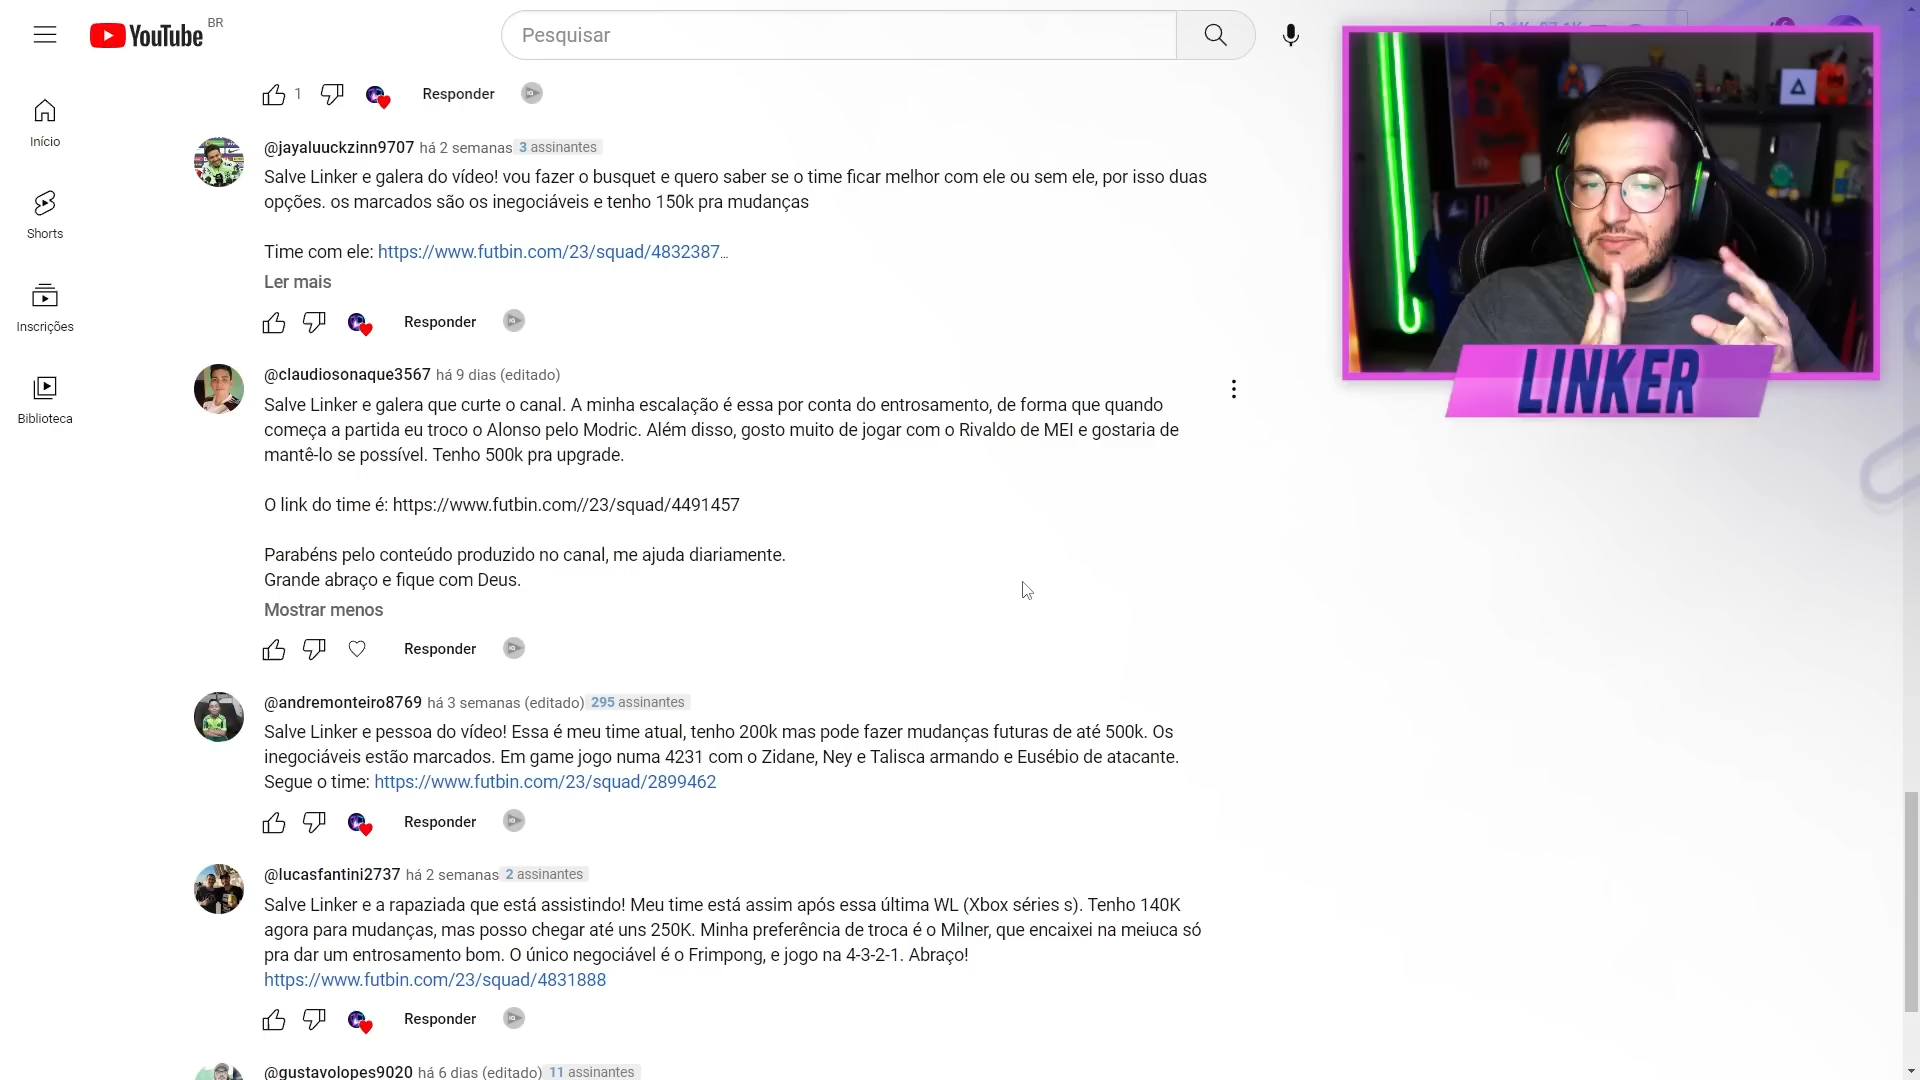 YouTube BR
Pesquisar
Início
Shorts
Inscrições
Biblioteca
1 Responder
@jayaluuckzinn9707 há 2 semanas 3 assinantes
Salve Linker e galera do vídeo! vou fazer o busquet e quero saber se o time ficar melhor com ele ou sem ele, por isso duas
opções. os marcados são os inegociáveis e tenho 150k pra mudanças
Time com ele: https://www.futbin.com/23/squad/4832387...
Ler mais
Responder
@claudiosonaque3567 há 9 dias (editado)
Salve Linker e galera que curte o canal. A minha escalação é essa por conta do entrosamento, de forma que quando
começa a partida eu troco o Alonso pelo Modric. Além disso, gosto muito de jogar com o Rivaldo de MEI e gostaria de
mantê-lo se possível. Tenho 500k pra upgrade.
O link do time é: https://www.futbin.com//23/squad/4491457
Parabéns pelo conteúdo produzido no canal, me ajuda diariamente.
Grande abraço e fique com Deus.
Mostrar menos
Responder
@andremonteiro8769 há 3 semanas (editado) 295 assinantes
Salve Linker e pessoa do vídeo! Essa é meu time atual, tenho 200k mas pode fazer mudanças futuras de até 500k. Os
inegociáveis estão marcados. Em game jogo numa 4231 com o Zidane, Ney e Talisca armando e Eusébio de atacante.
Segue o time: https://www.futbin.com/23/squad/2899462
Responder
@lucasfantini2737 há 2 semanas 2 assinantes
Salve Linker e a rapaziada que está assistindo! Meu time está assim após essa última WL (Xbox séries s). Tenho 140K
agora para mudanças, mas posso chegar até uns 250K. Minha preferência de troca é o Milner, que encaixei na meiuca só
pra dar um entrosamento bom. O único negociável é o Frimpong, e jogo na 4-3-2-1. Abraço!
https://www.futbin.com/23/squad/4831888
Responder
@gustavolopes9020 há 6 dias (editado) 11 assinantes
LINKER